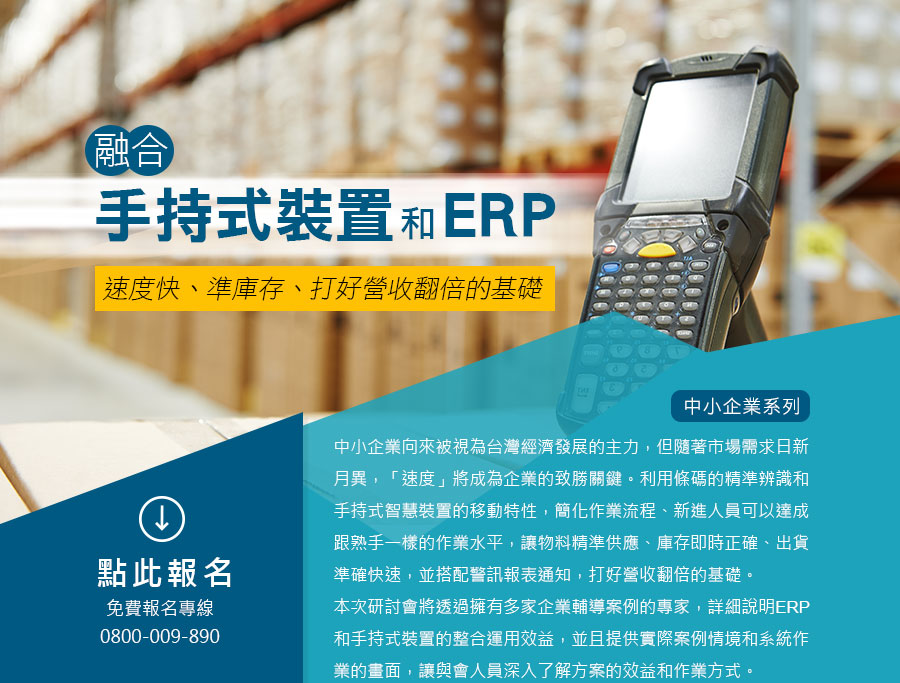 融合
手持式裝置和ERP
速度快、準庫存、打好營收翻倍的基礎
中小企業系列
中小企業向來被視為台灣經濟發展的主力，但隨著市場需求日新
月異，「速度」將成為企業的致勝關鍵。利用條碼的精準辨識和
手持式智慧裝置的移動特性，簡化作業流程、新進人員可以達成
跟熟手一樣的作業水平，讓物料精準供應、庫存即時正確、出貨
準確快速，並搭配警訊報表通知，打好營收翻倍的基礎。
本次研討會將透過擁有多家企業輔導案例的專家，詳細說明ERP
和手持式裝置的整合運用效益，並且提供實際案例情境和系統作
業的畫面，讓與會人員深入了解方案的效益和作業方式。
點此報名
免費報名專線
0800-009-890